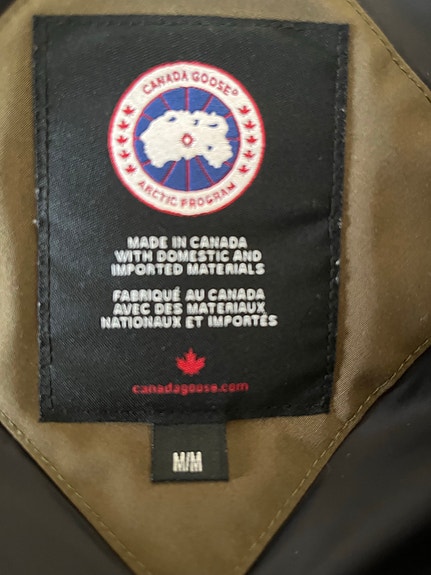 CANADA GOOSE®
ARCTIC PROGRAM
MADE IN CANADA
WITH DOMESTIC AND
IMPORTED MATERIALS
FABRIQUÉ AU CANADA
AVEC DES MATERIAUX
NATIONAUX ET IMPORTÉS
canadagoose.com
M/M